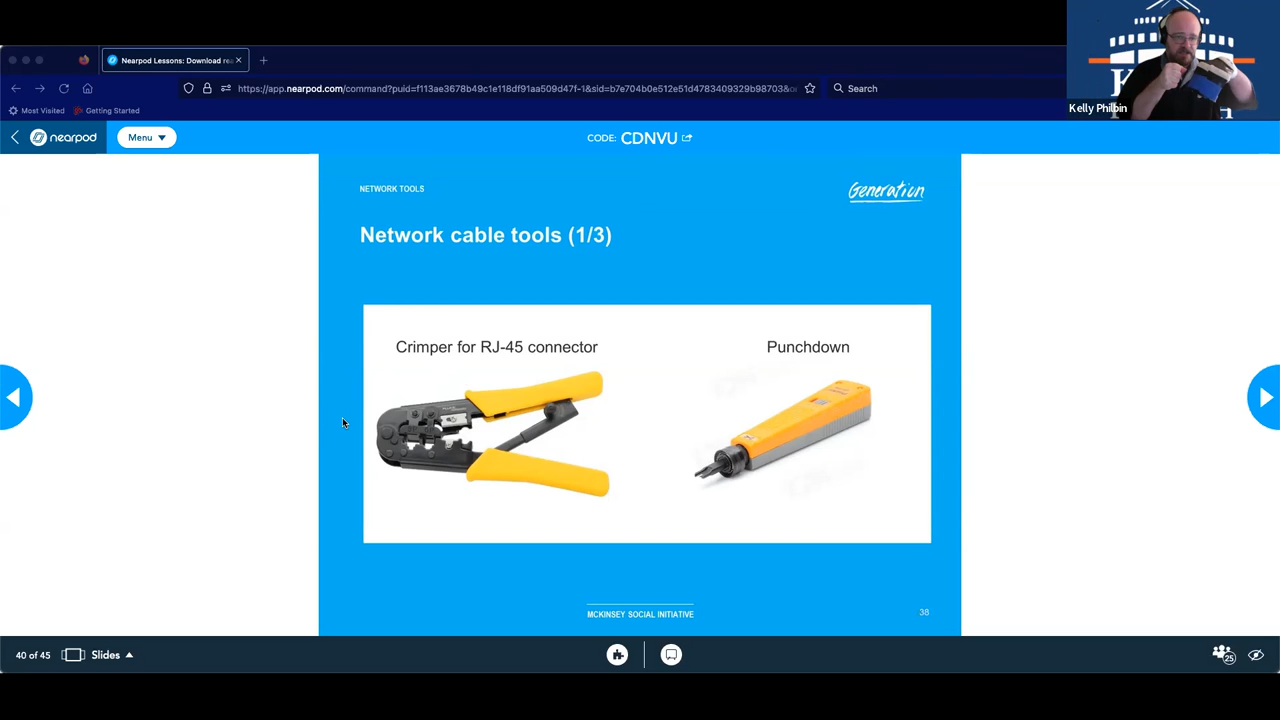 Nearpod Lessons: Download rea
https://app.nearpod.com/command?puid=f113ae3678b49c1e118df91aa509d47f-1&sid=b7e704b0e512e51d4783409329b98703&
Search
Kelly Philbin
Most Visited
Getting Started
nearpod
Menu
CODE: CDNVU
NETWORK TOOLS
Generation
Network cable tools (1/3)
Crimper for RJ-45 connector
Punchdown
MCKINSEY SOCIAL INITIATIVE
38
40 of 45
Slides
25